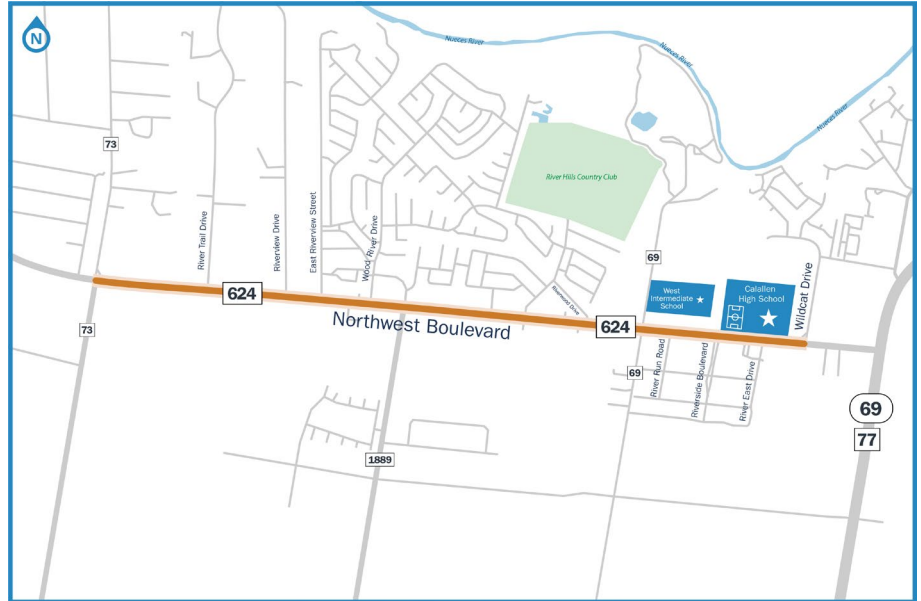 N
Nueces River
Nueces River
Nueces River
73
River Hills Country Club
River Trail Drive
Riverview Drive
East Riverview Street
Wood River Drive
69
Wildcat Drive
624
West
Intermediate
School
Calallen
High School
Rivermond Drive
Northwest Boulevard
624
73
River Run Road
Riverside Boulevard
River East Drive
69
69
77
1889